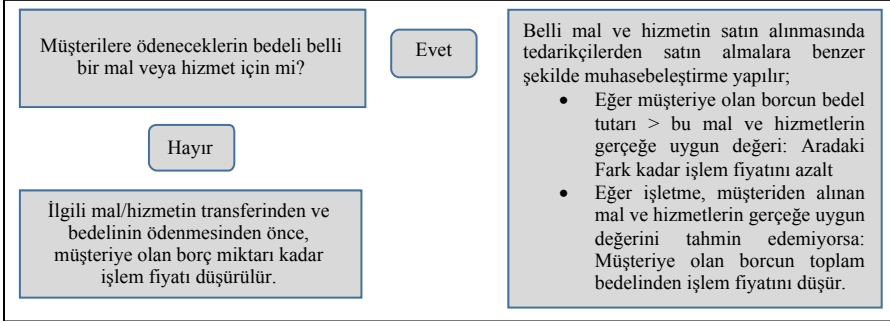 Müşterilere ödeneceklerin bedeli belli
bir mal veya hizmet için mi?
Evet
Belli mal ve hizmetin satın alınmasında
tedarikçilerden satın almalara benzer
şekilde muhasebeleştirme yapılır;
• Eğer müşteriye olan borcun bedel
tutarı > bu mal ve hizmetlerin
gerçeğe uygun değeri: Aradaki
Fark kadar işlem fiyatını azalt
• Eğer işletme, müşteriden alınan
mal ve hizmetlerin gerçeğe uygun
değerini tahmin edemiyorsa:
Müşteriye olan borcun toplam
bedelinden işlem fiyatını düşür.
Hayır
İlgili mal/hizmetin transferinden ve
bedelinin ödenmesinden önce,
müşteriye olan borç miktarı kadar
işlem fiyatı düşürülür.